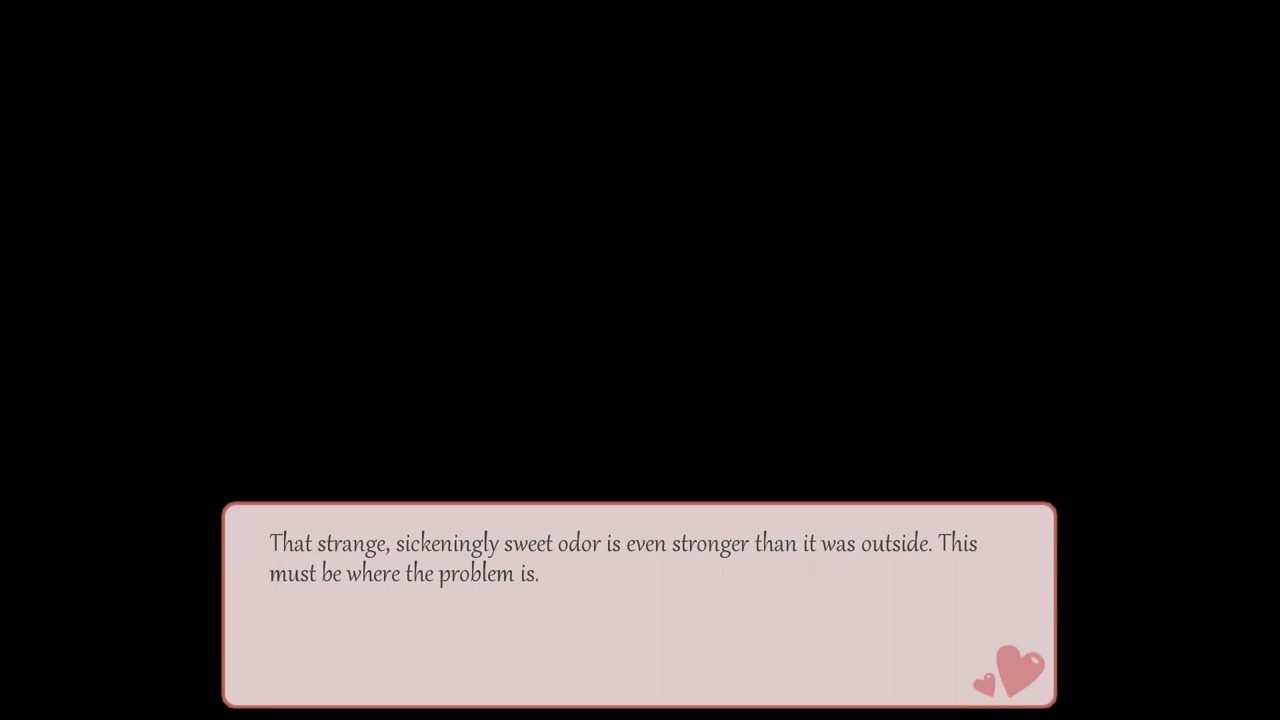 That strange, sickeningly sweet odor is even stronger than it was outside. This
must be where the problem is.